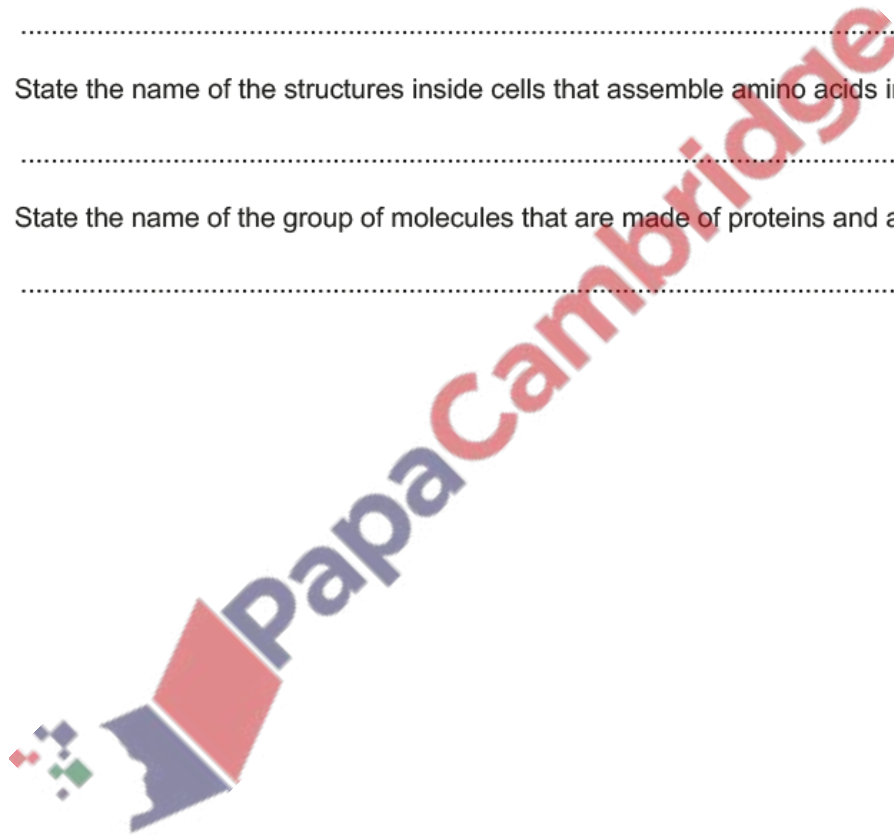 ................................................................................................................
State the name of the structures inside cells that assemble amino acids
................................................................................................................
State the name of the group of molecules that are made of proteins and
................................................................................................................
PapaCambridge